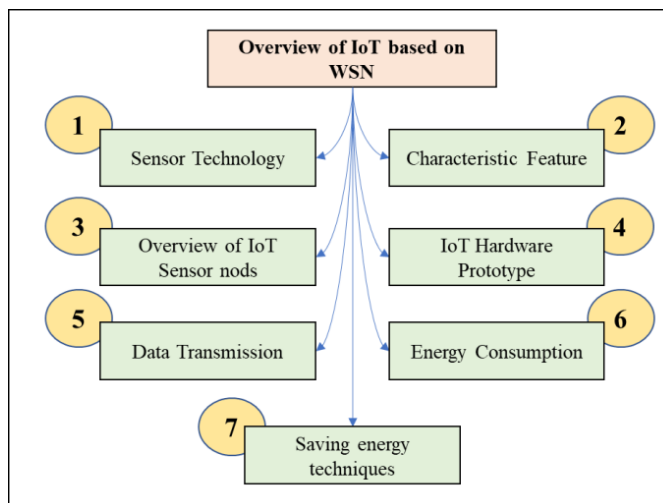 Overview of IoT based on
WSN
1
Sensor Technology
2
Characteristic Feature
3
Overview of IoT
Sensor nods
4
IoT Hardware
Prototype
5
Data Transmission
6
Energy Consumption
7
Saving energy
techniques